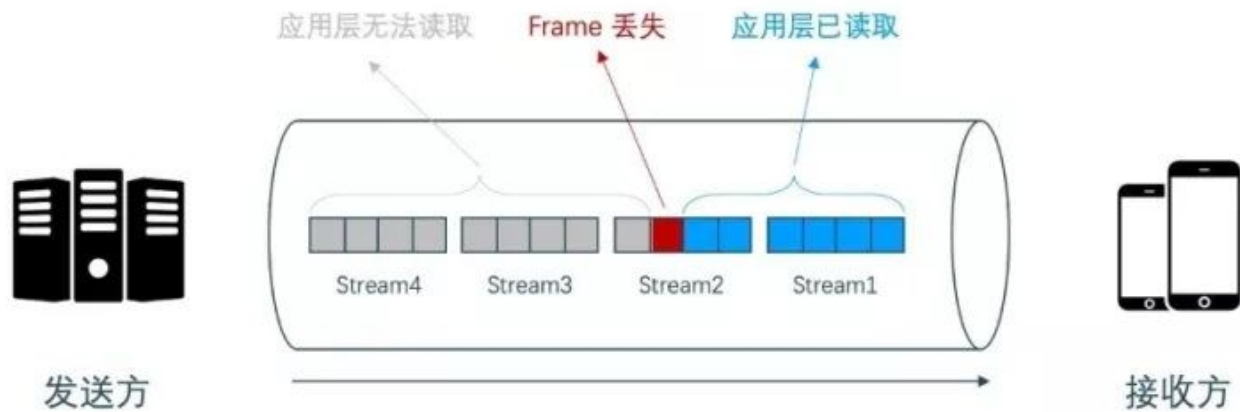 应用层无法读取
Frame 丢失
应用层已读取
Stream4
Stream3
Stream2
Stream1
发送方
接收方